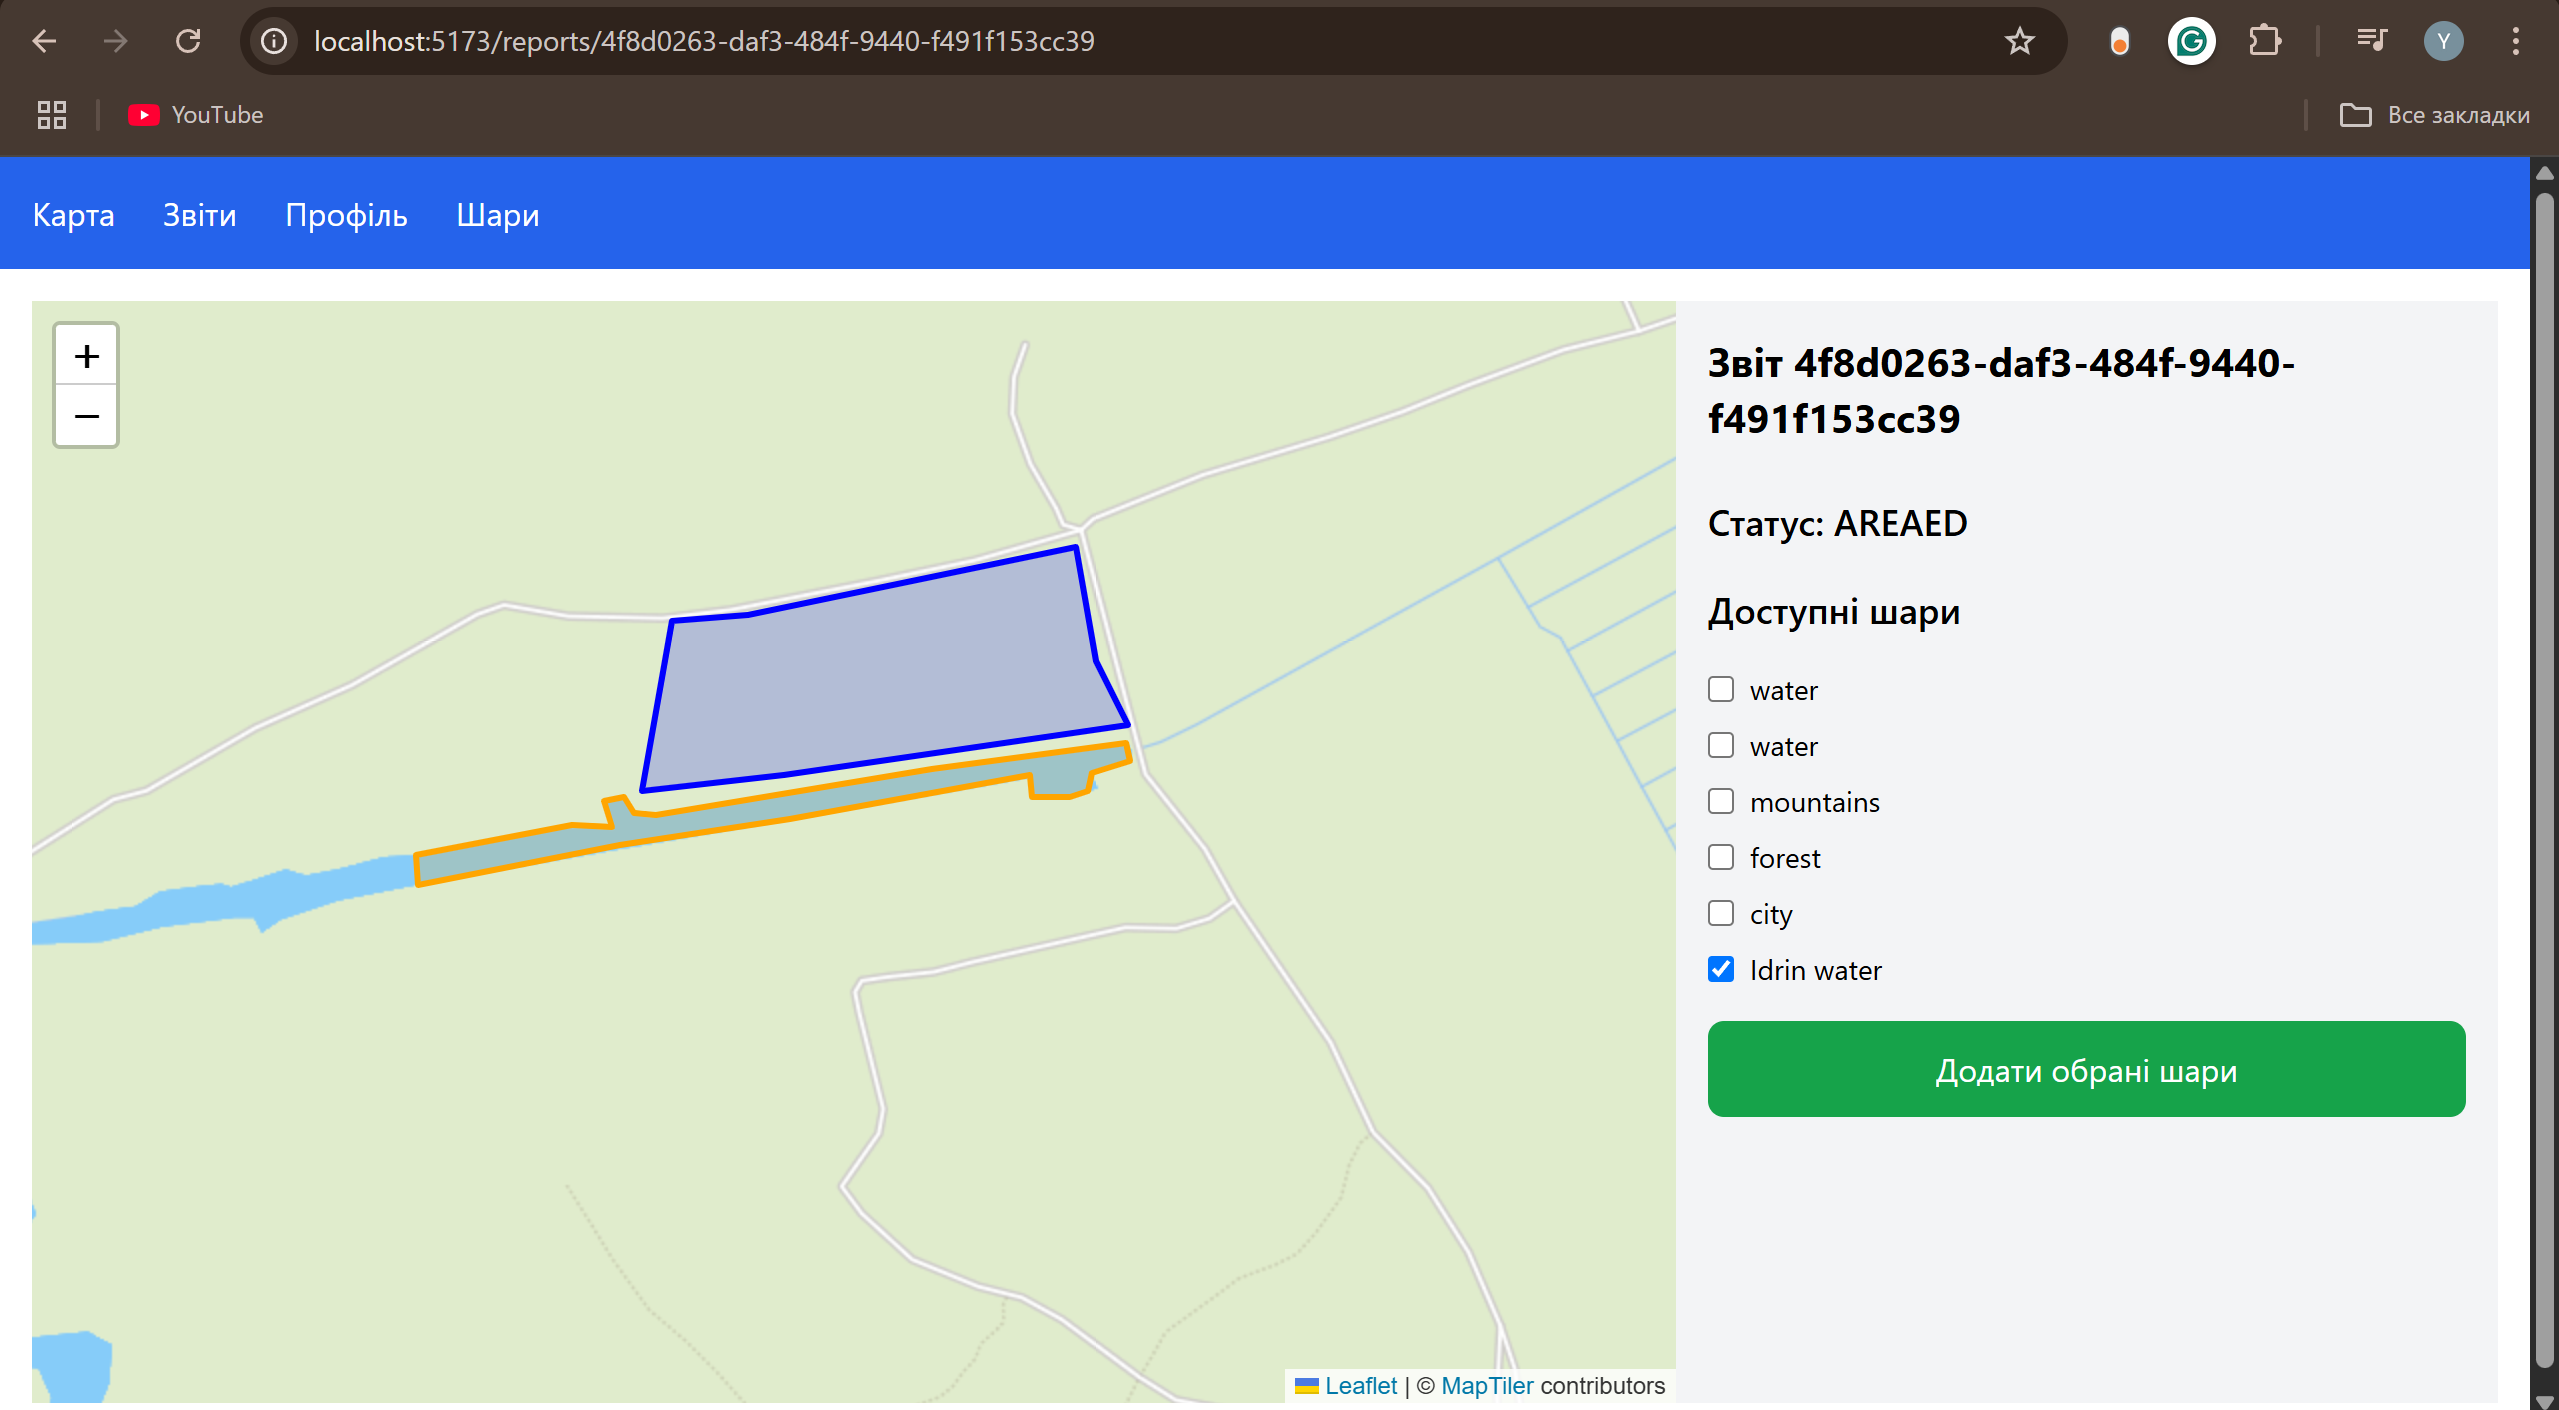 localhost:5173/reports/4f8d0263-daf3-484f-9440-f491f153cc39
Y
YouTube
Все закладки
Карта Звіти Профіль Шари
+
−
Звіт 4f8d0263-daf3-484f-9440-
f491f153cc39
Статус: AREAED
Доступні шари
water
water
mountains
forest
city
Idrin water
Додати обрані шари
Leaflet | © MapTiler contributors